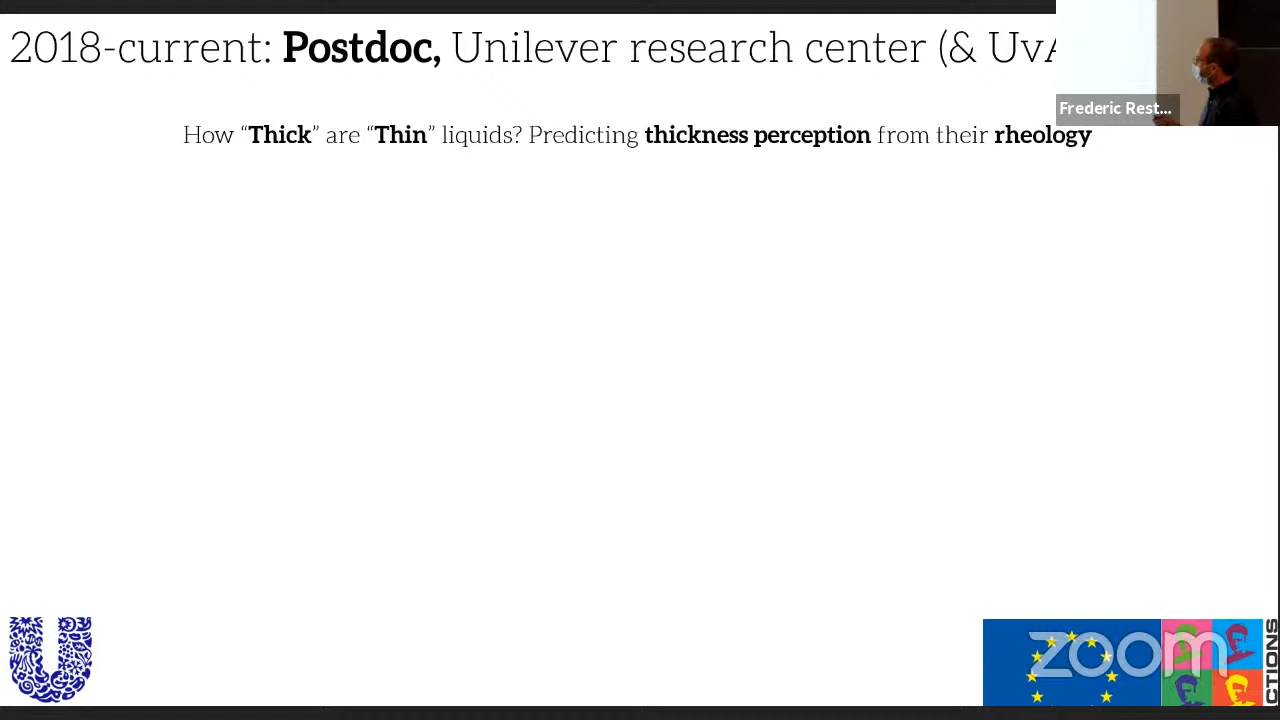 2018-current: Postdoc, Unilever research center (& UvA
Frederic Rest...
How “Thick” are “Thin” liquids? Predicting thickness perception from their rheology
zoom
CTIONS